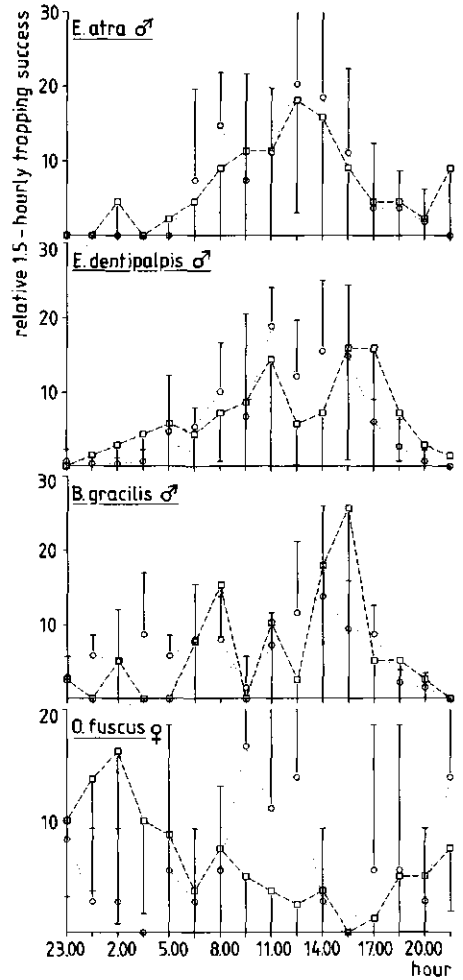 relative 1.5 - hourly trapping success
30
E. atra ♂
20
10
30
E. dentipalpis ♂
20
10
30
B. gracilis ♂
20
10
20
O. fuscus ♀
10
23.00 2.00 5.00 8.00 11.00 14.00 17.00 20.00
hour